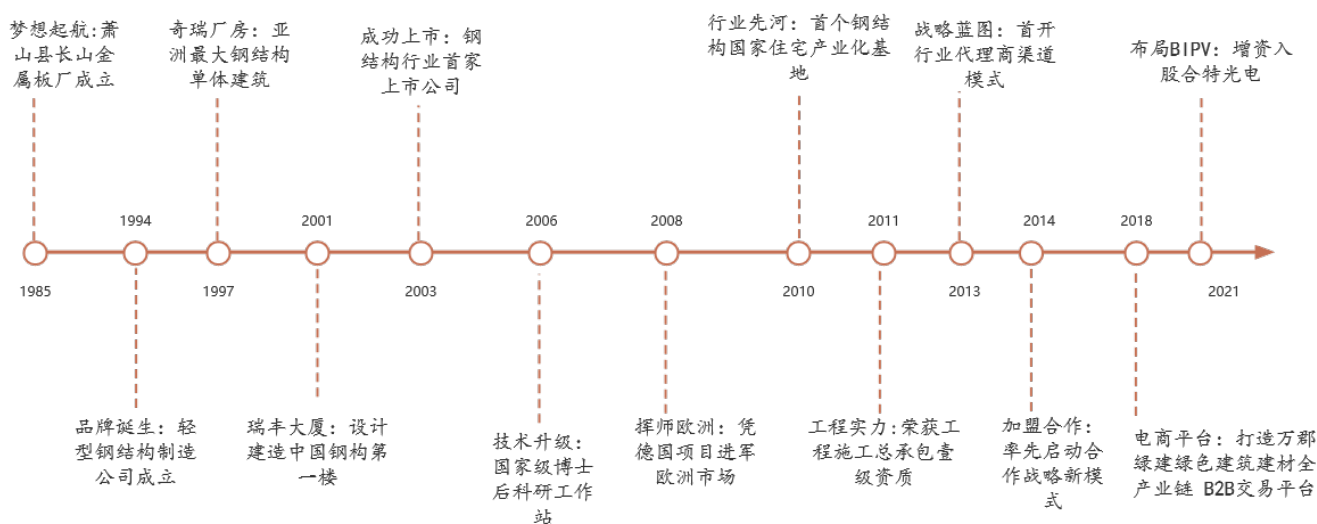 梦想起航:萧
山县长山金
属板厂成立
奇瑞厂房：亚
洲最大钢结构
单体建筑
成功上市：钢
结构行业首家
上市公司
行业先河：首个钢结
构国家住宅产业化基
地
战略蓝图：首开
行业代理商渠道
模式
布局BIPV：增资入
股合特光电
1994
2001
2006
2008
2011
2014
2018
1985
1997
2003
2010
2013
2021
品牌诞生：轻
型钢结构制造
公司成立
瑞丰大厦：设计
建造中国钢构第
一楼
技术升级：
国家级博士
后科研工作
站
挥师欧洲：凭
德国项目进军
欧洲市场
工程实力:荣获工
程施工总承包壹
级资质
加盟合作：
率先启动合
作战略新模
式
电商平台：打造万郡
绿建绿色建筑建材全
产业链 B2B交易平台